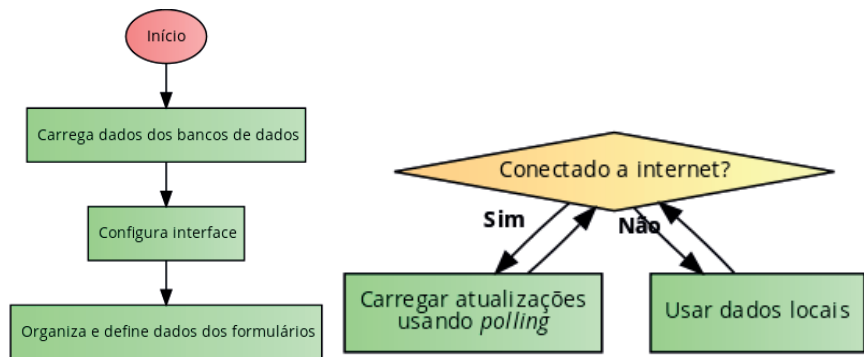 Início
Carrega dados dos bancos de dados
Configura interface
Organiza e define dados dos formulários
Conectado a internet?
Sim
Não
Carregar atualizações
usando polling
Usar dados locais